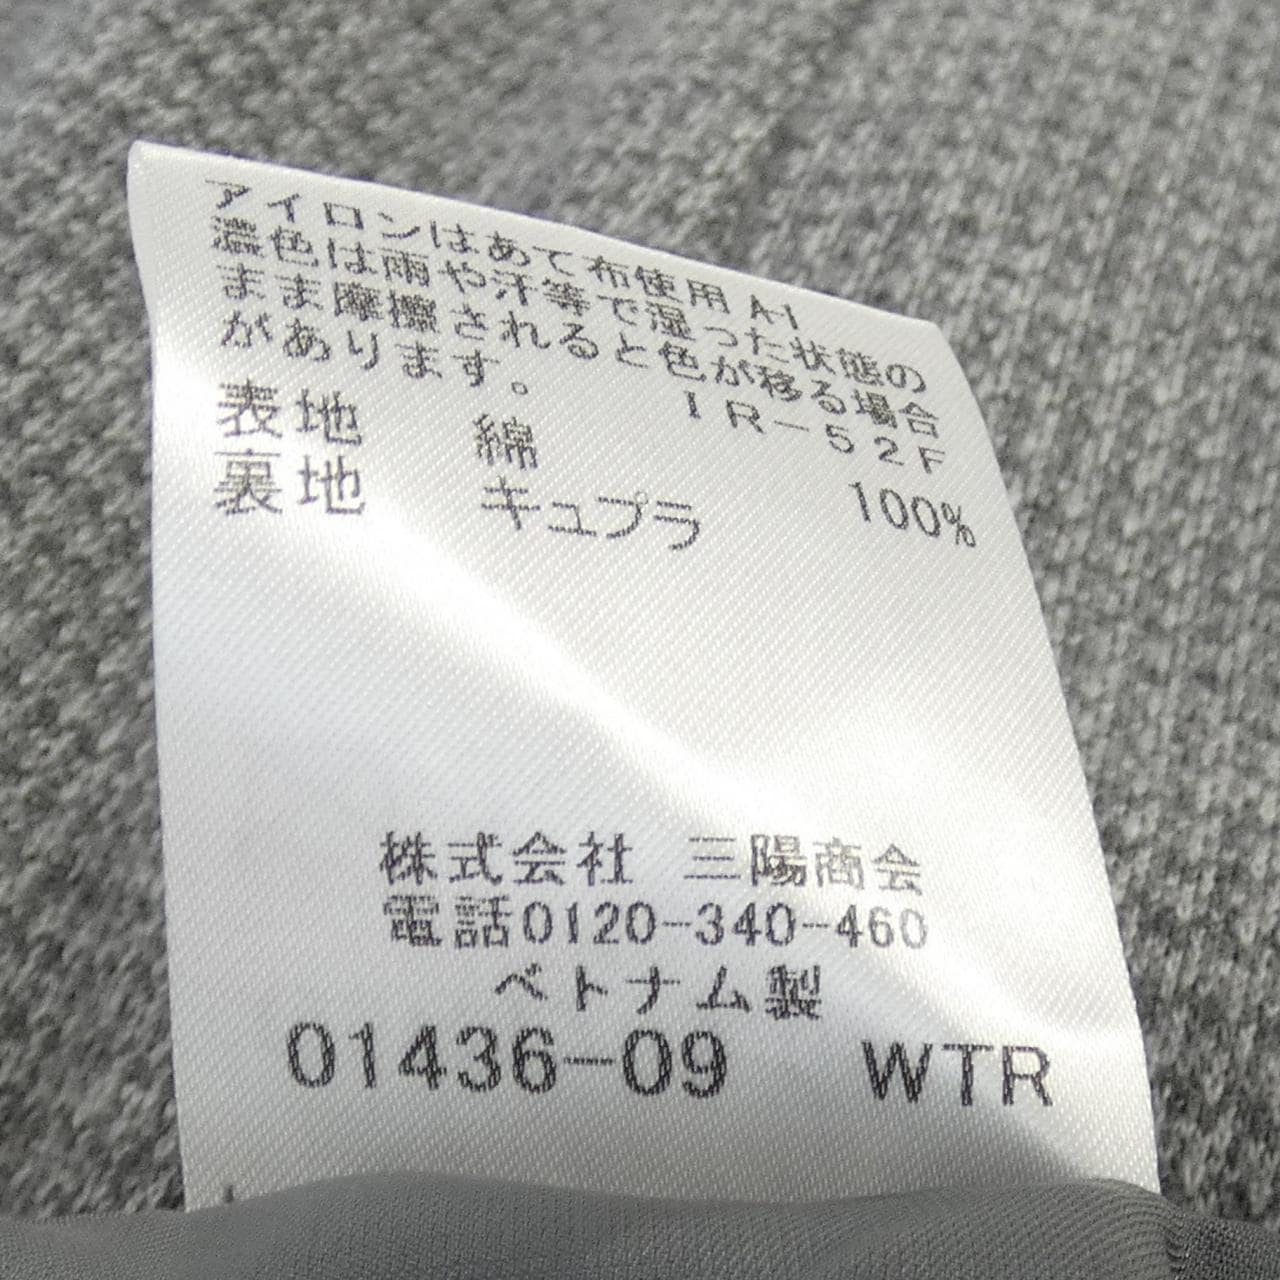 アイロンはあて布使用 A-1
濃色は雨や汗等で湿った状態の
まま摩擦されると色が移る場合
があります。 IR-52F
表地 綿 100%
裏地 キュプラ
株式会社 三陽商会
電話0120-340-460
ベトナム製
01436-09 WTR